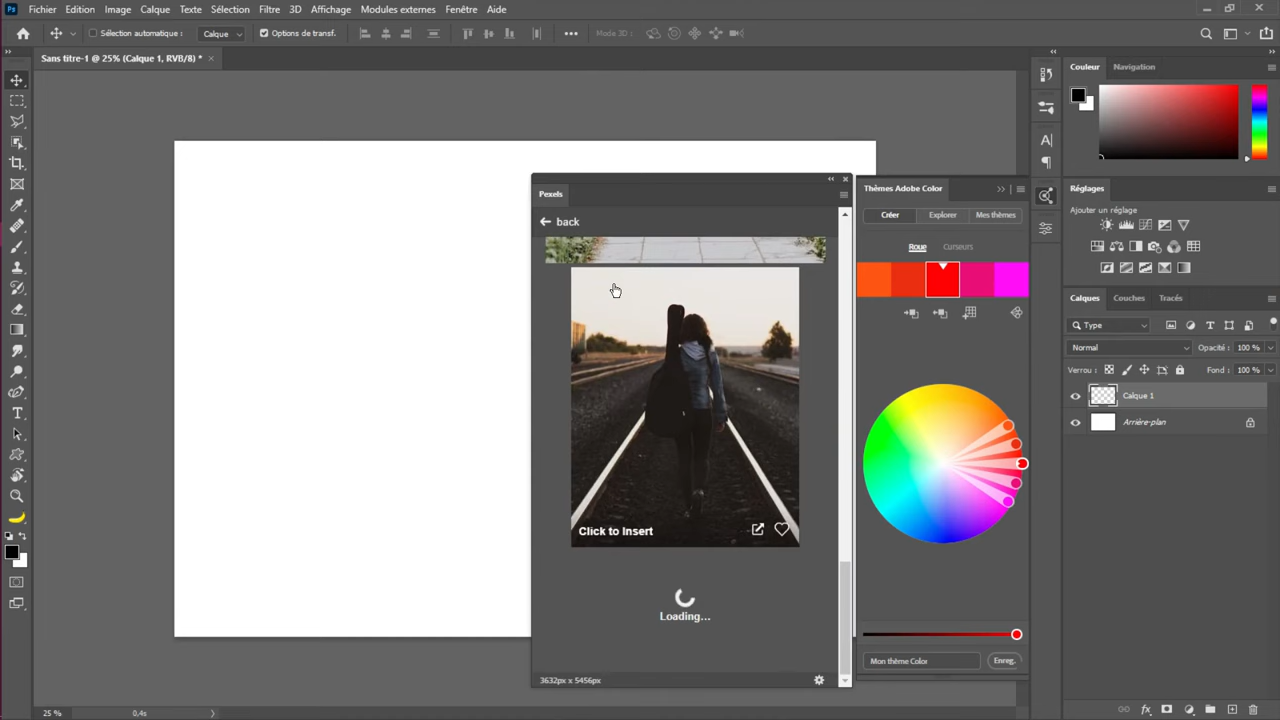 Ps Fichier Edition Image Calque Texte Sélection Filtre 3D Affichage Modules externes Fenêtre Aide
Sélection automatique : Calque Options de transf. Mode 3D :
Sans titre-1 @ 25% (Calque 1, RVB/8) *
Couleur Navigation
Pexels
back
Click to Insert
Loading...
3632px x 5456px
Thèmes Adobe Color
Créer Explorer Mes thèmes
Roue Curseurs
Mon thème Color Enreg.
Réglages
Ajouter un réglage
Calques Couches Tracés
Type
Normal Opacité : 100 %
Verrou : Fond : 100 %
Calque 1
Arrière-plan
25 % 0,4s